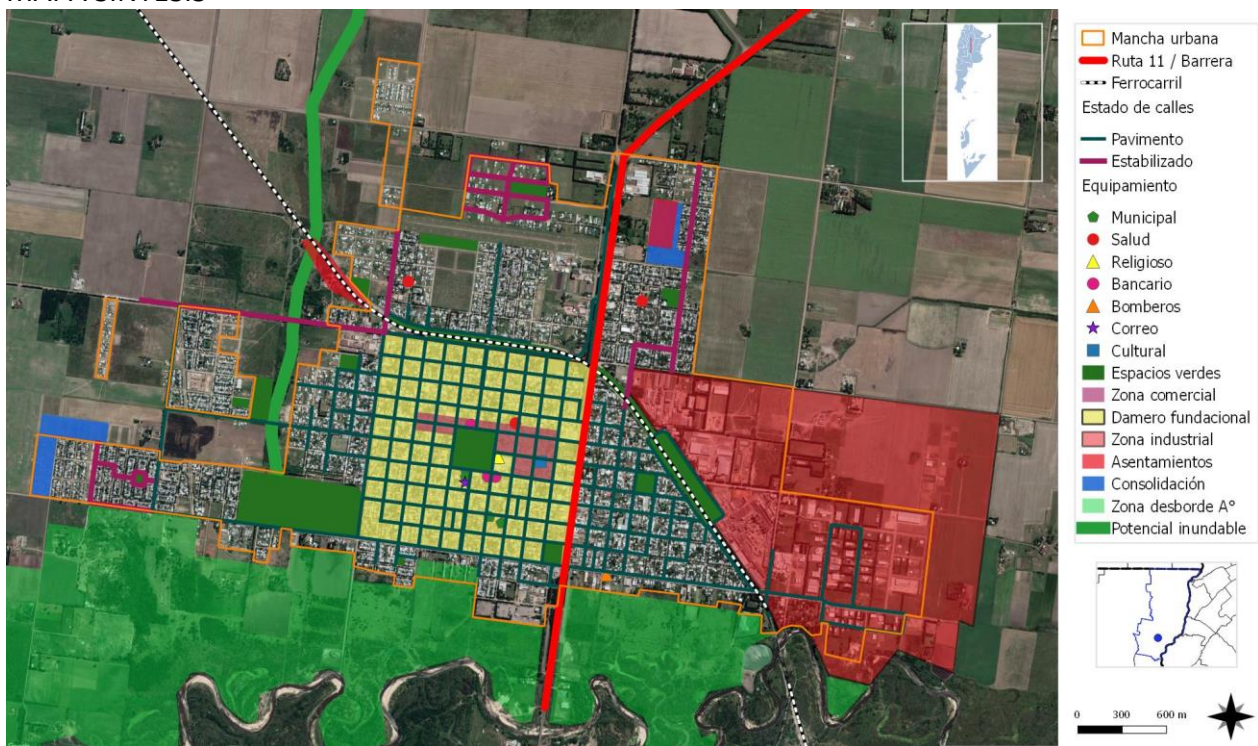 Mancha urbana
Ruta 11 / Barrera
Ferrocarril
Estado de calles
Pavimento
Estabilizado
Equipamiento
Municipal
Salud
Religioso
Bancario
Bomberos
Correo
Cultural
Espacios verdes
Zona comercial
Damero fundacional
Zona industrial
Asentamientos
Consolidación
Zona desborde A°
Potencial inundable
0 300 600 m